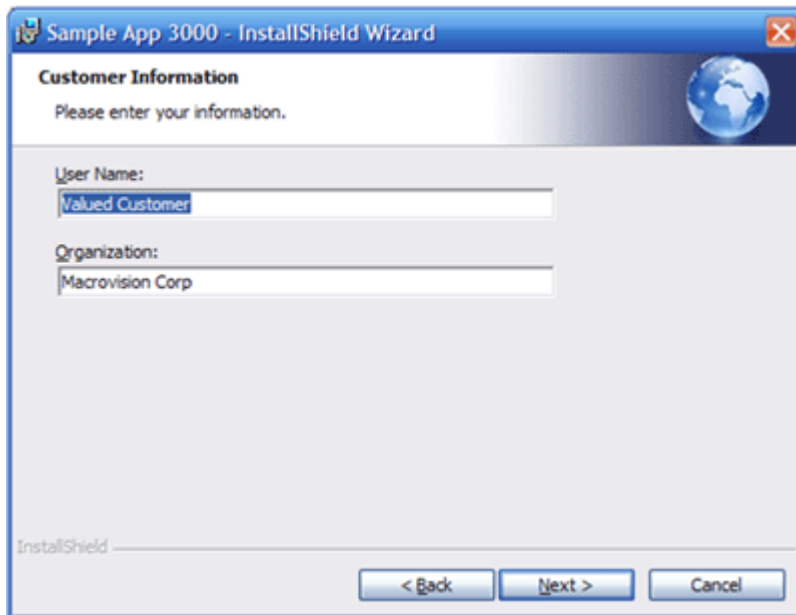 Sample App 3000 - InstallShield Wizard
Customer Information
Please enter your information.
User Name:
Valued Customer
Organization:
Macrovision Corp
InstallShield
< Back Next > Cancel